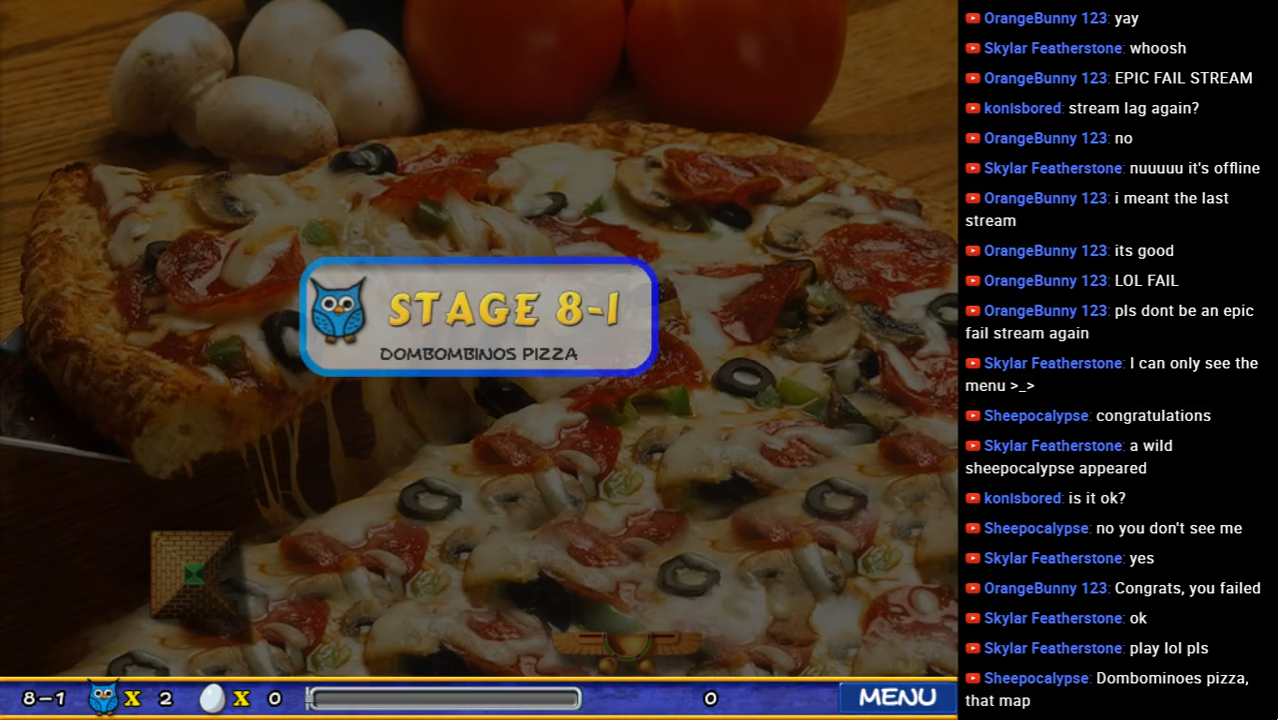 STAGE 8-1
DOMBOMBINOS PIZZA
8-1 X 2 X 0 0 MENU
OrangeBunny 123: yay
Skylar Featherstone: whoosh
OrangeBunny 123: EPIC FAIL STREAM
konisbored: stream lag again?
OrangeBunny 123: no
Skylar Featherstone: nuuuuu it's offline
OrangeBunny 123: i meant the last
stream
OrangeBunny 123: its good
OrangeBunny 123: LOL FAIL
OrangeBunny 123: pls dont be an epic
fail stream again
Skylar Featherstone: I can only see the
menu >_>
Sheepocalypse: congratulations
Skylar Featherstone: a wild
sheepocalypse appeared
konisbored: is it ok?
Sheepocalypse: no you don't see me
Skylar Featherstone: yes
OrangeBunny 123: Congrats, you failed
Skylar Featherstone: ok
Skylar Featherstone: play lol pls
Sheepocalypse: Dombominoes pizza,
that map